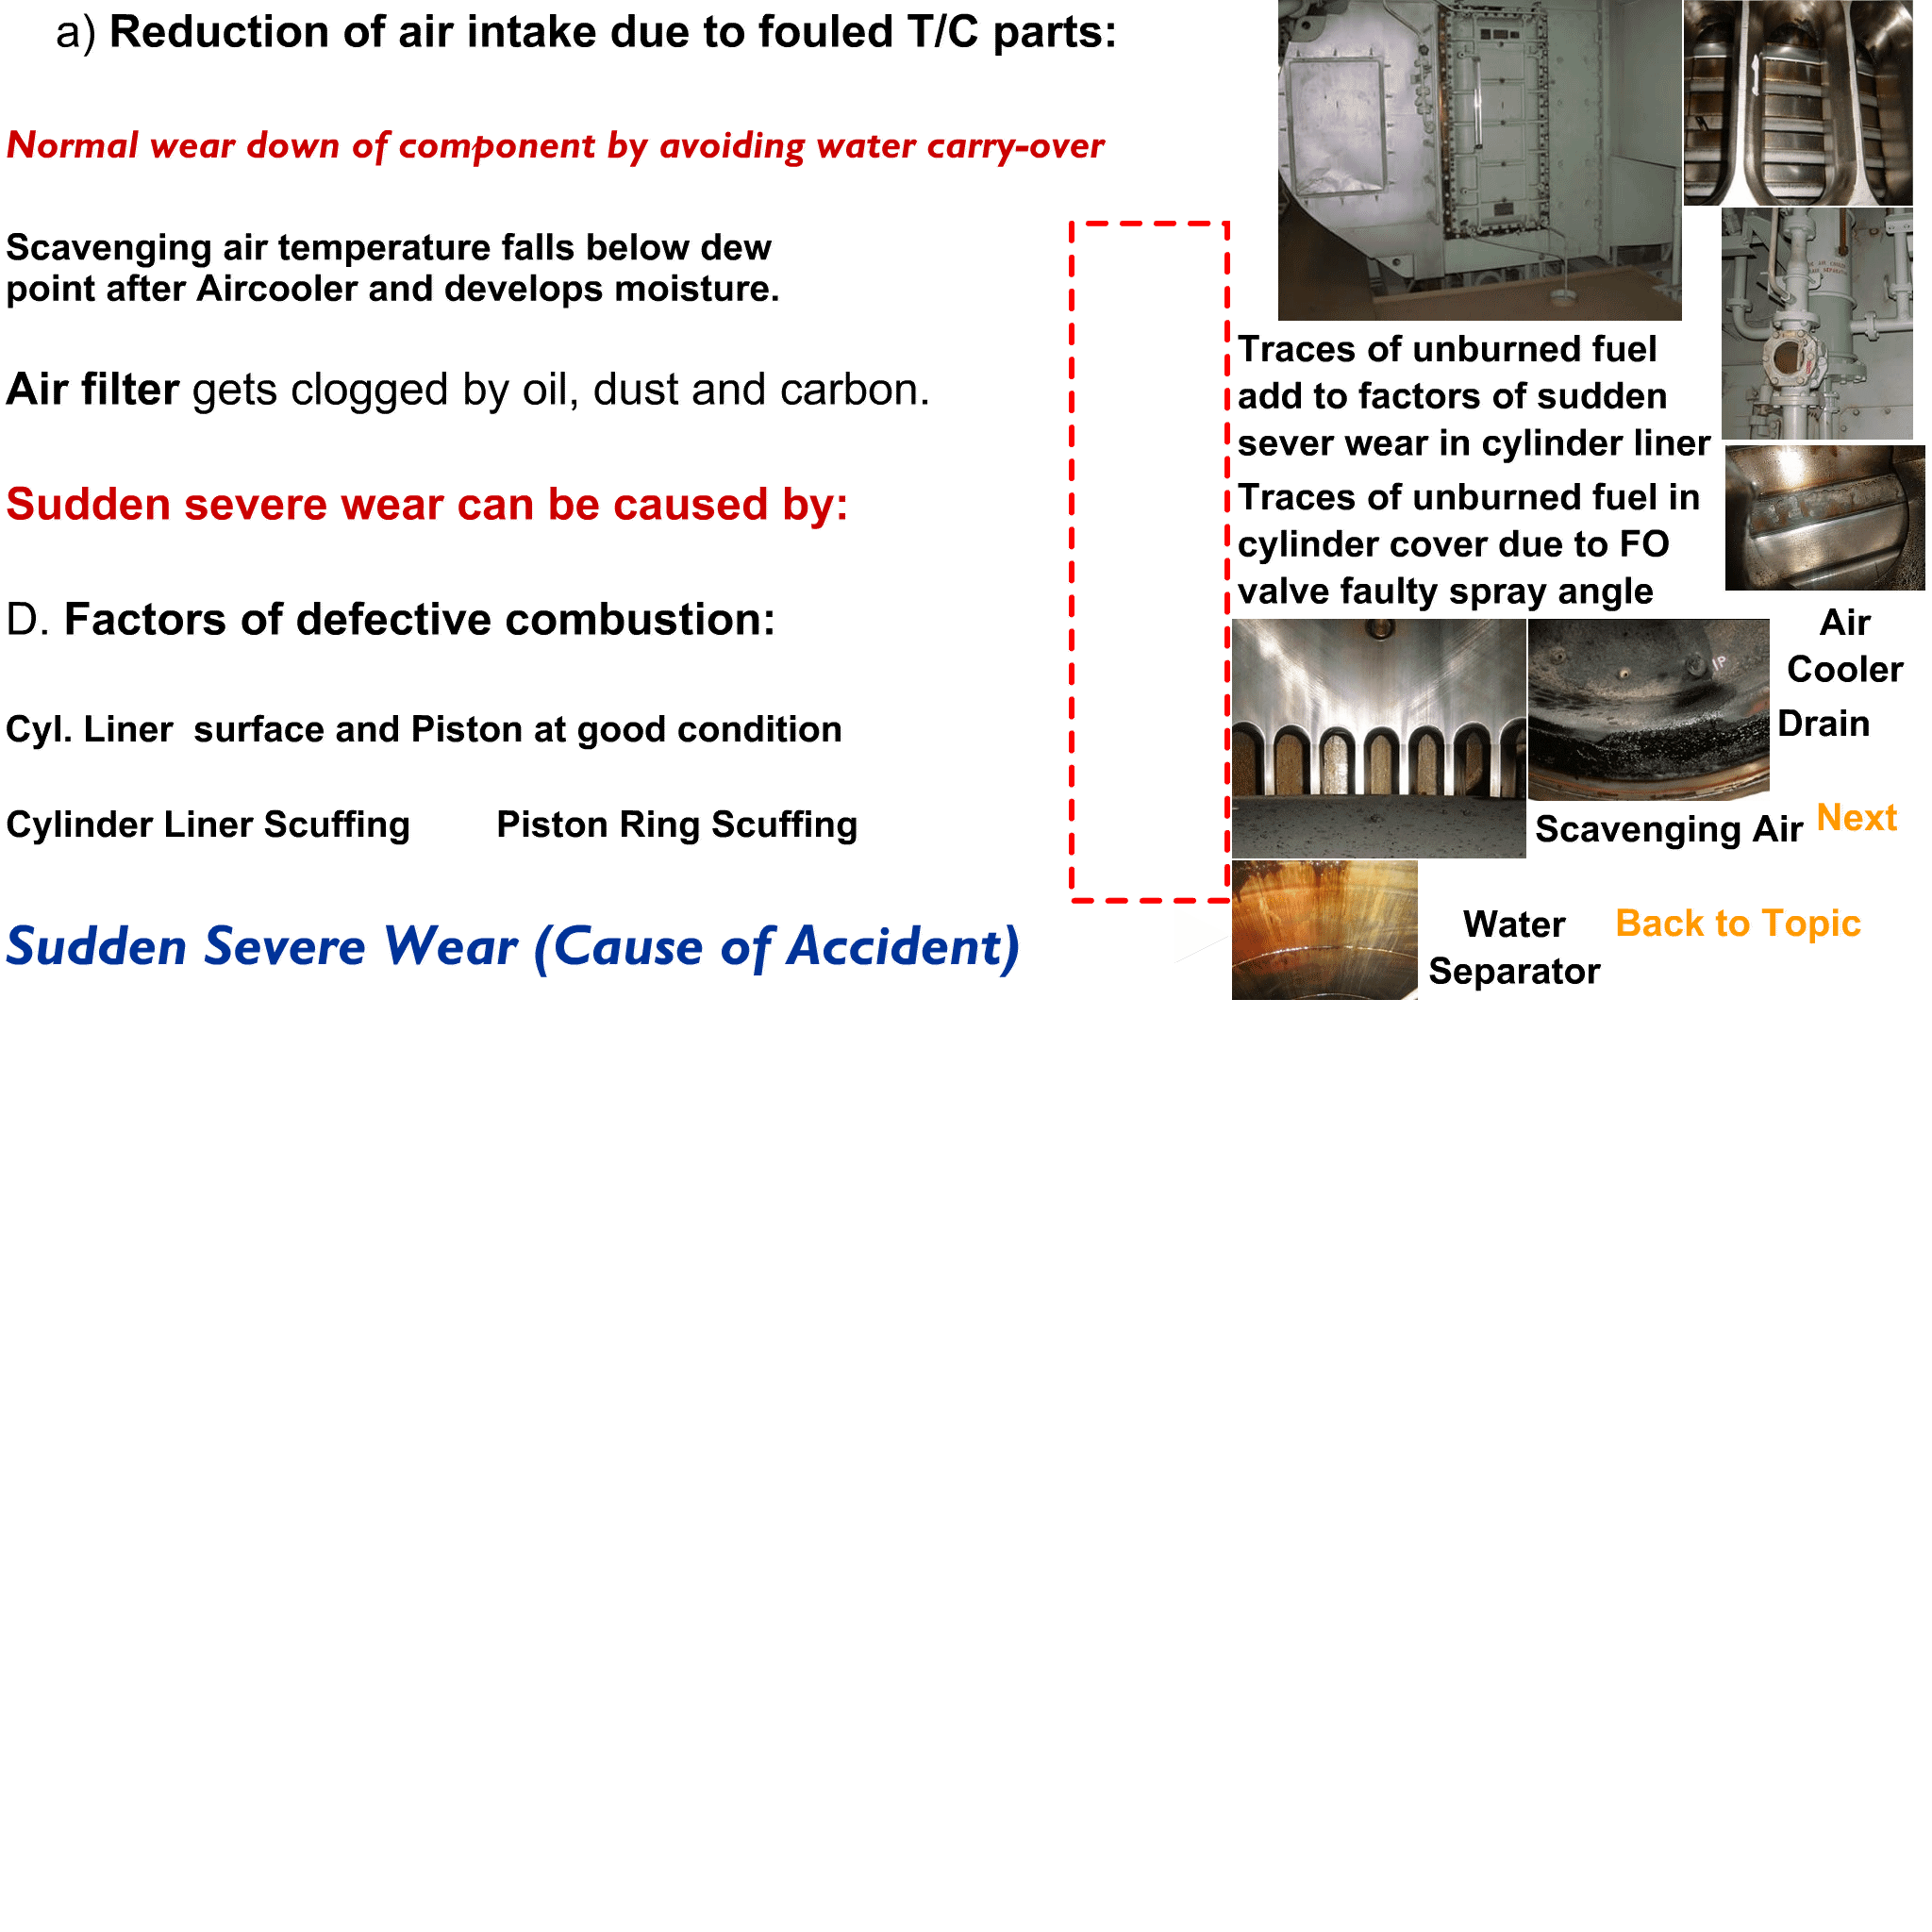 a) Reduction of air intake due to fouled T/C parts:
Normal wear down of component by avoiding water carry-over
Scavenging air temperature falls below dew
point after Aircooler and develops moisture.
Air filter gets clogged by oil, dust and carbon.
Sudden severe wear can be caused by:
D. Factors of defective combustion:
Cyl. Liner surface and Piston at good condition
Cylinder Liner Scuffing
Piston Ring Scuffing
Sudden Severe Wear (Cause of Accident)
Traces of unburned fuel
add to factors of sudden
sever wear in cylinder liner
Traces of unburned fuel in
cylinder cover due to FO
valve faulty spray angle
Air
Cooler
Drain
Scavenging Air
Next
Water
Separator
Back to Topic